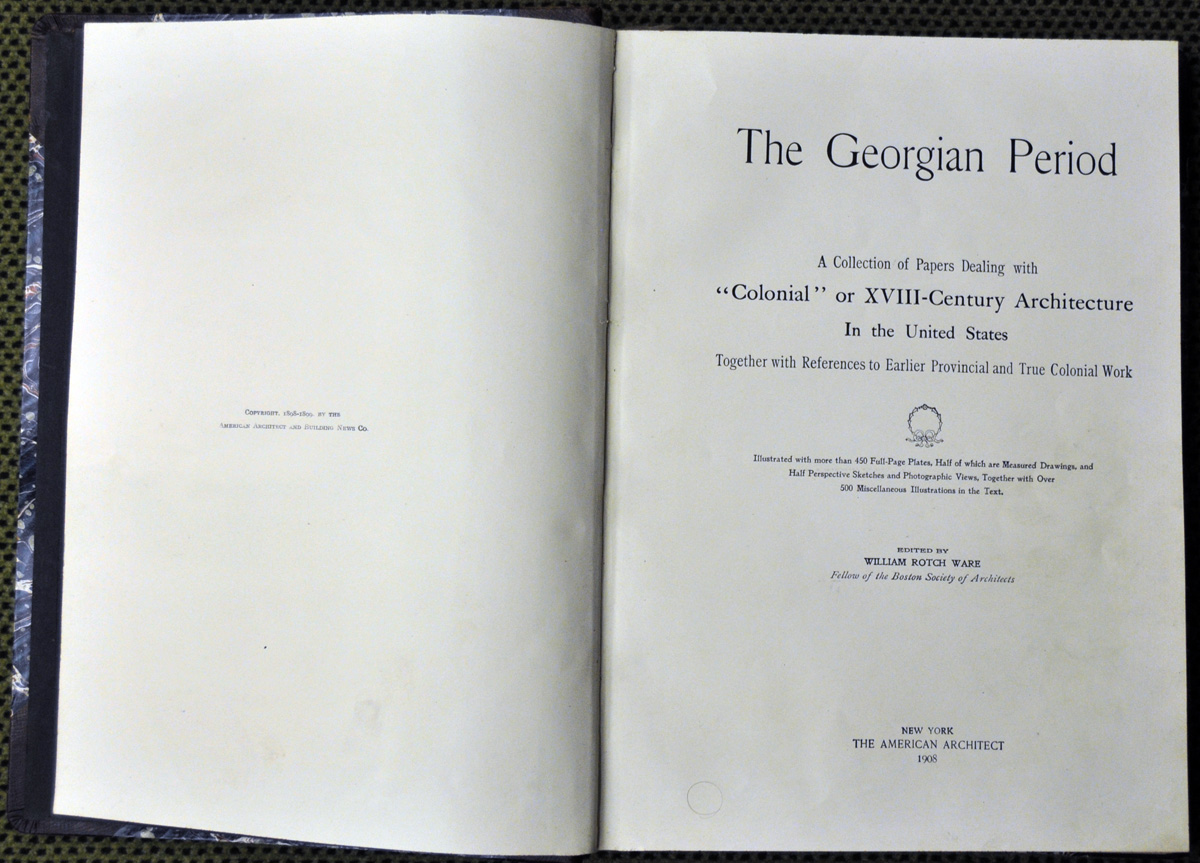 COPYRIGHT, 1898-1899, BY THE
AMERICAN ARCHITECT AND BUILDING NEWS CO.
The Georgian Period
A Collection of Papers Dealing with
“Colonial” or XVIII-Century Architecture
In the United States
Together with References to Earlier Provincial and True Colonial Work
Illustrated with more than 450 Full-Page Plates, Half of which are Measured Drawings, and
Half Perspective Sketches and Photographic Views, Together with Over
500 Miscellaneous Illustrations in the Text.
EDITED BY
WILLIAM ROTCH WARE
Fellow of the Boston Society of Architects
NEW YORK
THE AMERICAN ARCHITECT
1908